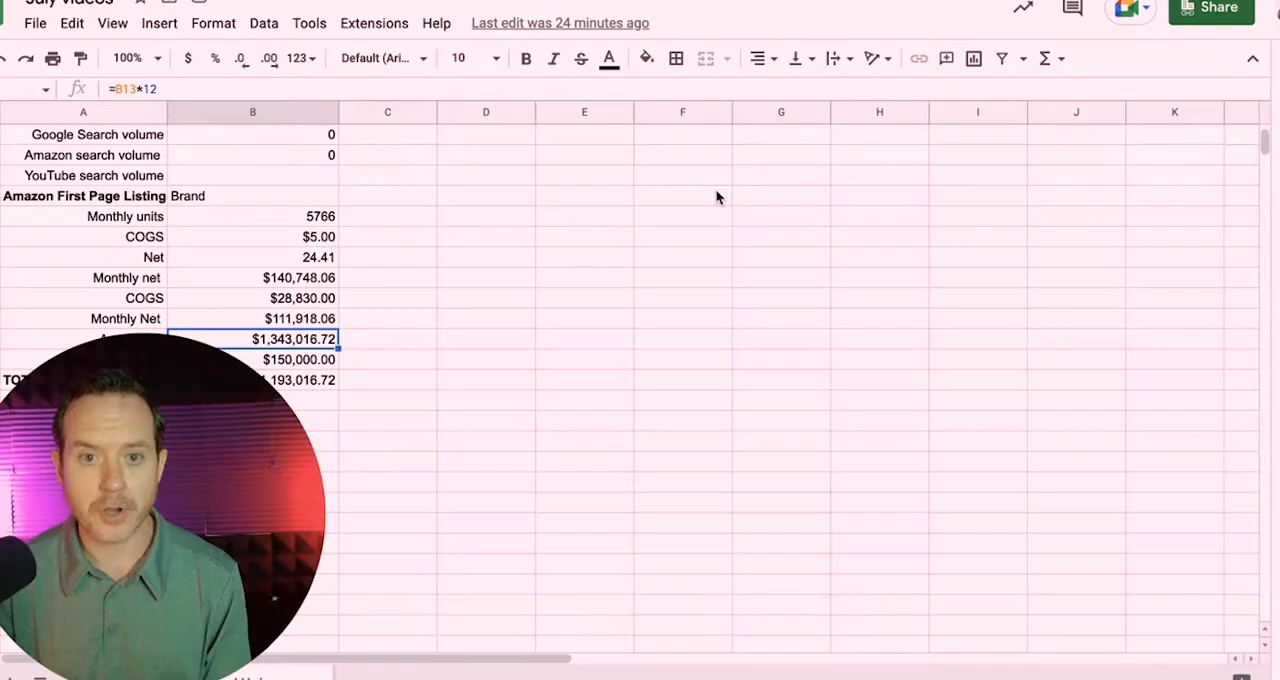 July videos
File Edit View Insert Format Data Tools Extensions Help Last edit was 24 minutes ago Share
100% $ % .0 .00 123 Default (Ari... 10 B I S A Σ
fx =B13*12
A B C D E F G H I J K
Google Search volume 0
Amazon search volume 0
YouTube search volume
Amazon First Page Listing Brand
Monthly units 5766
COGS $5.00
Net 24.41
Monthly net $140,748.06
COGS $28,830.00
Monthly Net $111,918.06
$1,343,016.72
$150,000.00
193,016.72